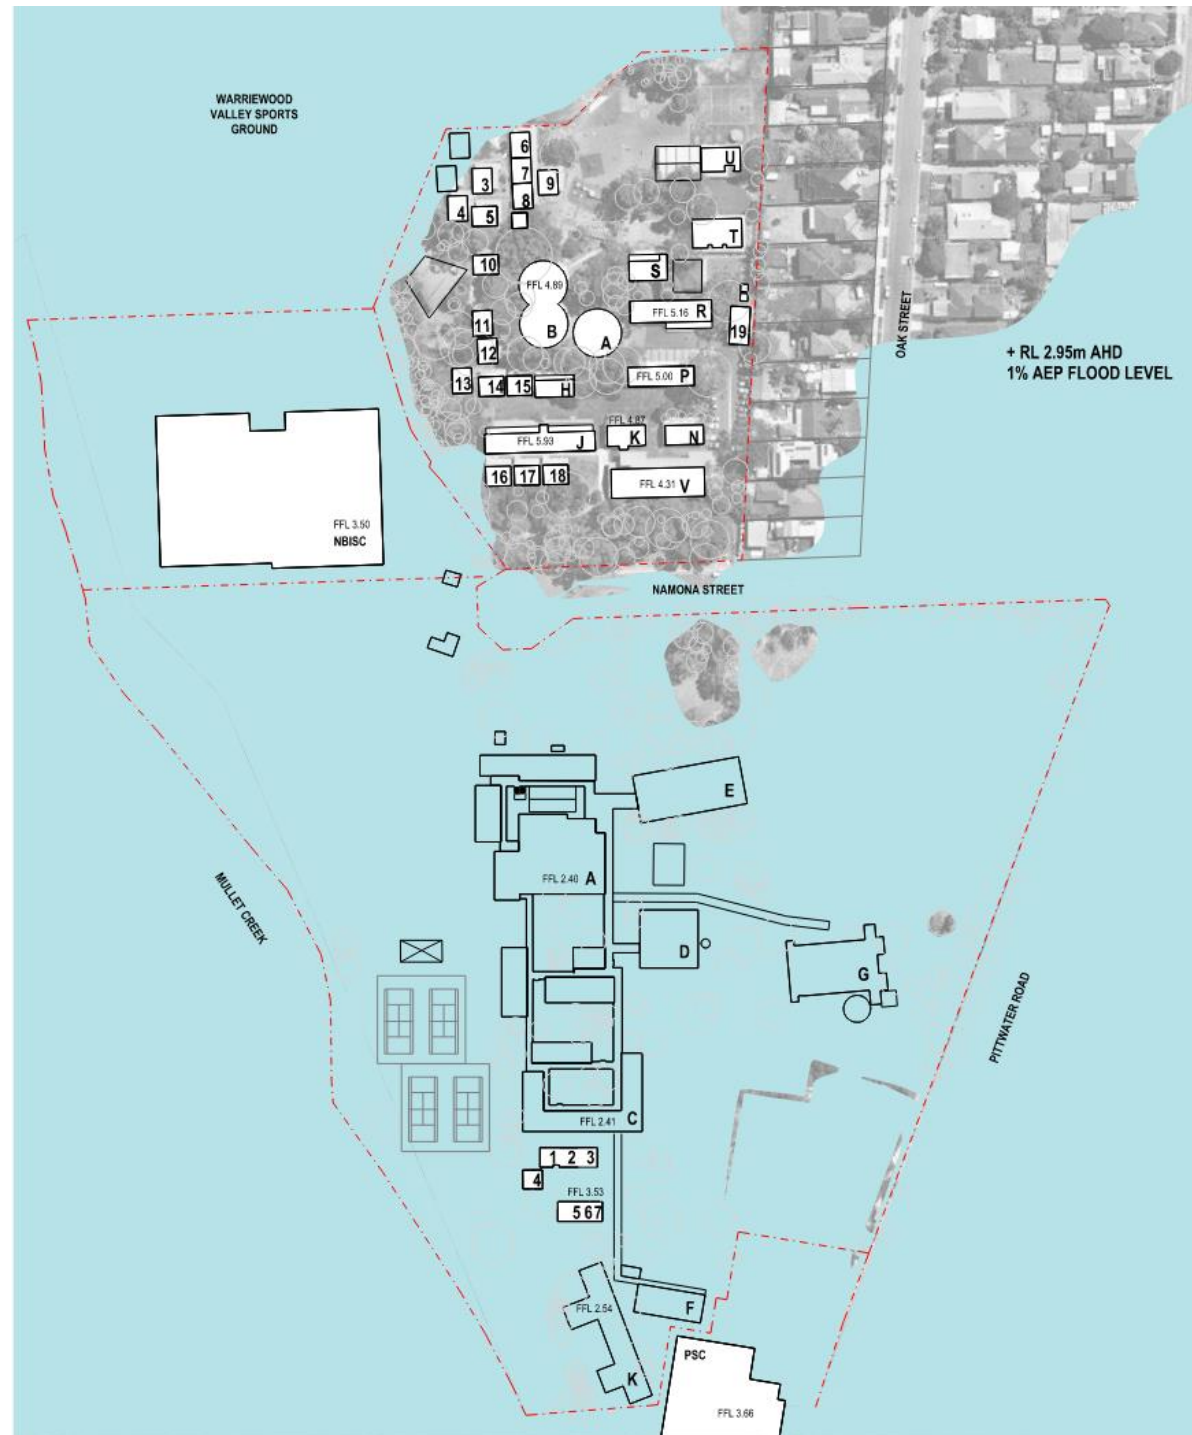 WARRIEWOOD
VALLEY SPORTS
GROUND
6
7
8
3
9
4
5
U
T
10
S
FFL 4.89
B
A
FFL 5.16 R
11
12
19
13
14
15
H
FFL 5.00 P
OAK STREET
+ RL 2.95m AHD
1% AEP FLOOD LEVEL
FFL 4.87
FFL 5.93 J
K
N
16
17
18
FFL 4.31 V
FFL 3.50
NBISC
NAMONA STREET
E
FFL 2.40 A
MULLET CREEK
D
G
PITTWATER ROAD
FFL 2.41 C
1 2 3
4
FFL 3.53
5 6 7
FFL 2.54
F
K
PSC
FFL 3.66